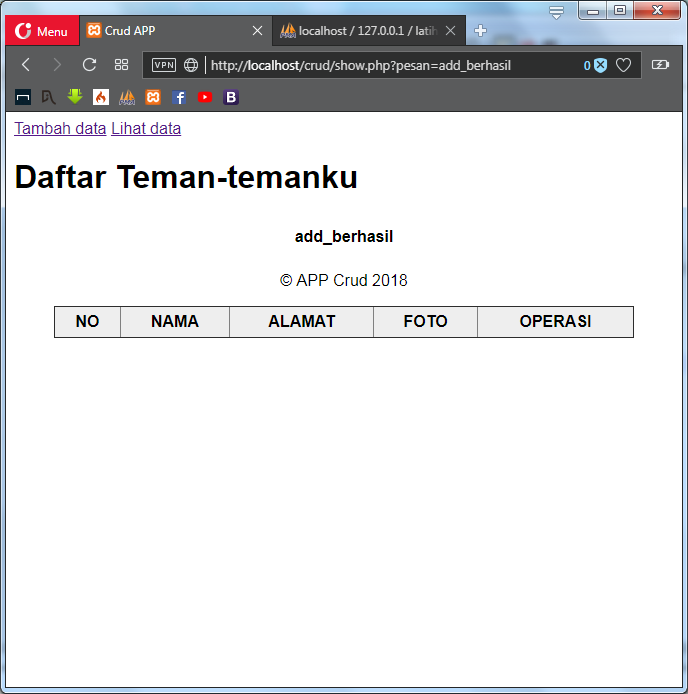 Menu
Crud APP
localhost / 127.0.0.1 / latih
VPN
http://localhost/crud/show.php?pesan=add_berhasil
0
Tambah data Lihat data
Daftar Teman-temanku
add_berhasil
© APP Crud 2018
NO NAMA ALAMAT FOTO OPERASI